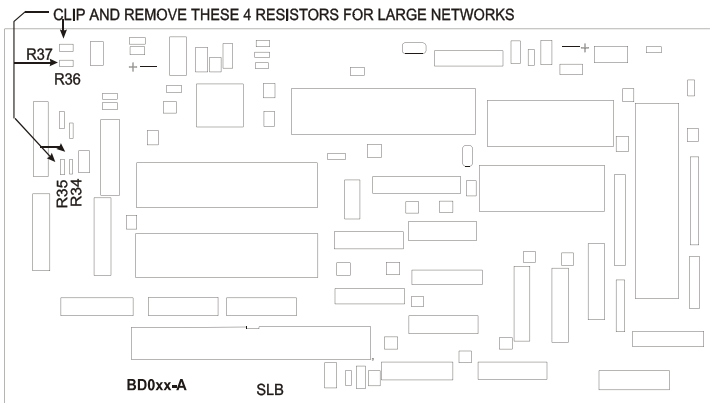 CLIP AND REMOVE THESE 4 RESISTORS FOR LARGE NETWORKS
R37
R36
R35
R34
BD0xx-A
SLB